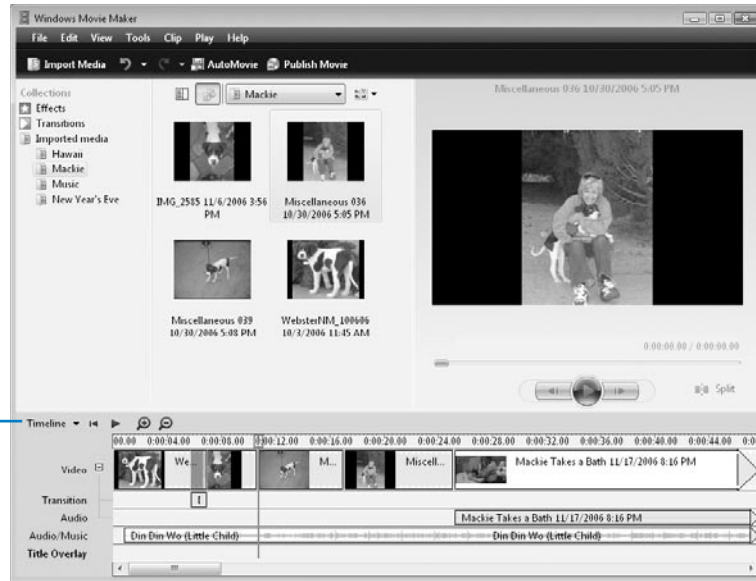 Windows Movie Maker
File Edit View Tools Clip Play Help
Import Media AutoMovie Publish Movie
Collections
Effects
Transitions
Imported media
Hawaii
Mackie
Music
New Year's Eve
Mackie
IMG_2585 11/6/2006 3:56 PM
Miscellaneous 036 10/30/2006 5:05 PM
Miscellaneous 039 10/30/2006 5:08 PM
WebsterNM_100606 10/3/2006 11:45 AM
Miscellaneous 036 10/30/2006 5:05 PM
0:00:00.00 / 0:00:00.00
Split
Timeline
00.00 0:00:04.00 0:00:08.00 0:00:12.00 0:00:16.00 0:00:20.00 0:00:24.00 0:00:28.00 0:00:32.00 0:00:36.00 0:00:40.00 0:00:44.00 0:0
Video We... M... Miscell... Mackie Takes a Bath 11/17/2006 8:16 PM
Transition
Audio Mackie Takes a Bath 11/17/2006 8:16 PM
Audio/Music Din Din Wo (Little Child) Din Din Wo (Little Child)
Title Overlay